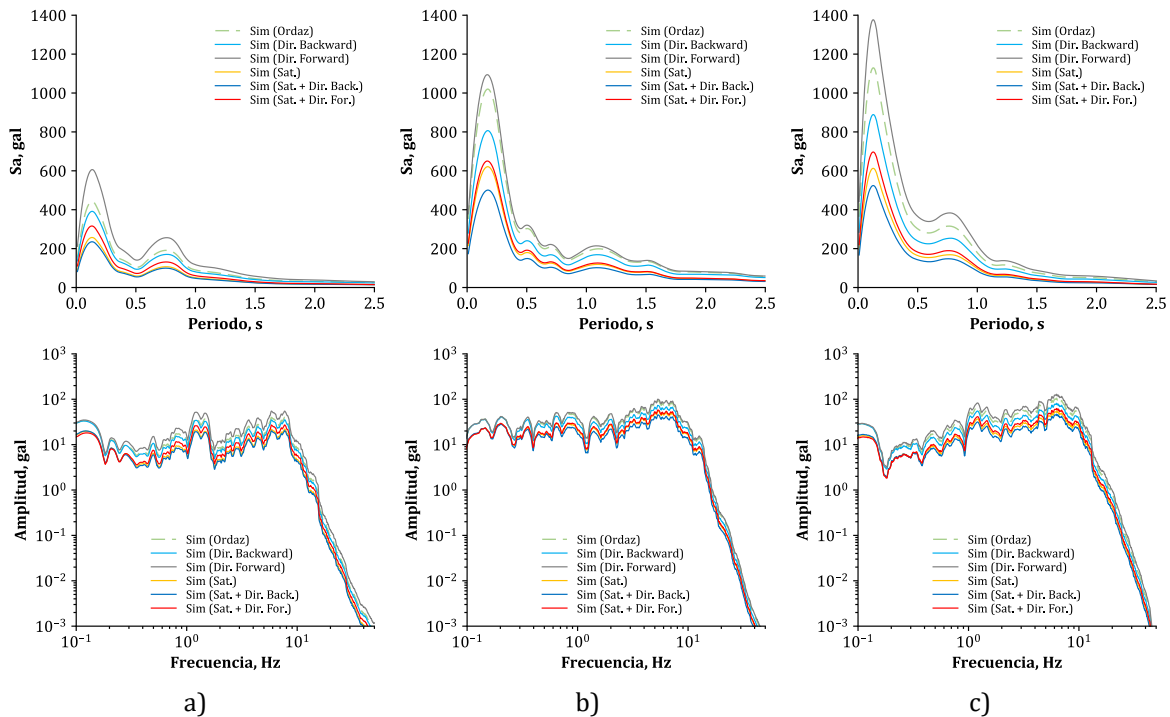 1400
1200
1000
800
600
400
200
0
Sa, gal
0.0 0.5 1.0 1.5 2.0 2.5
Periodo, s
Sim (Ordaz)
Sim (Dir. Backward)
Sim (Dir. Forward)
Sim (Sat.)
Sim (Sat. + Dir. Back.)
Sim (Sat. + Dir. For.)
1400
1200
1000
800
600
400
200
0
Sa, gal
0.0 0.5 1.0 1.5 2.0 2.5
Periodo, s
Sim (Ordaz)
Sim (Dir. Backward)
Sim (Dir. Forward)
Sim (Sat.)
Sim (Sat. + Dir. Back.)
Sim (Sat. + Dir. For.)
1400
1200
1000
800
600
400
200
0
Sa, gal
0.0 0.5 1.0 1.5 2.0 2.5
Periodo, s
Sim (Ordaz)
Sim (Dir. Backward)
Sim (Dir. Forward)
Sim (Sat.)
Sim (Sat. + Dir. Back.)
Sim (Sat. + Dir. For.)
10³
10²
10¹
10⁰
10⁻¹
10⁻²
10⁻³
Amplitud, gal
10⁻¹ 10⁰ 10¹
Frecuencia, Hz
Sim (Ordaz)
Sim (Dir. Backward)
Sim (Dir. Forward)
Sim (Sat.)
Sim (Sat. + Dir. Back.)
Sim (Sat. + Dir. For.)
a)
10³
10²
10¹
10⁰
10⁻¹
10⁻²
10⁻³
Amplitud, gal
10⁻¹ 10⁰ 10¹
Frecuencia, Hz
Sim (Ordaz)
Sim (Dir. Backward)
Sim (Dir. Forward)
Sim (Sat.)
Sim (Sat. + Dir. Back.)
Sim (Sat. + Dir. For.)
b)
10³
10²
10¹
10⁰
10⁻¹
10⁻²
10⁻³
Amplitud, gal
10⁻¹ 10⁰ 10¹
Frecuencia, Hz
Sim (Ordaz)
Sim (Dir. Backward)
Sim (Dir. Forward)
Sim (Sat.)
Sim (Sat. + Dir. Back.)
Sim (Sat. + Dir. For.)
c)